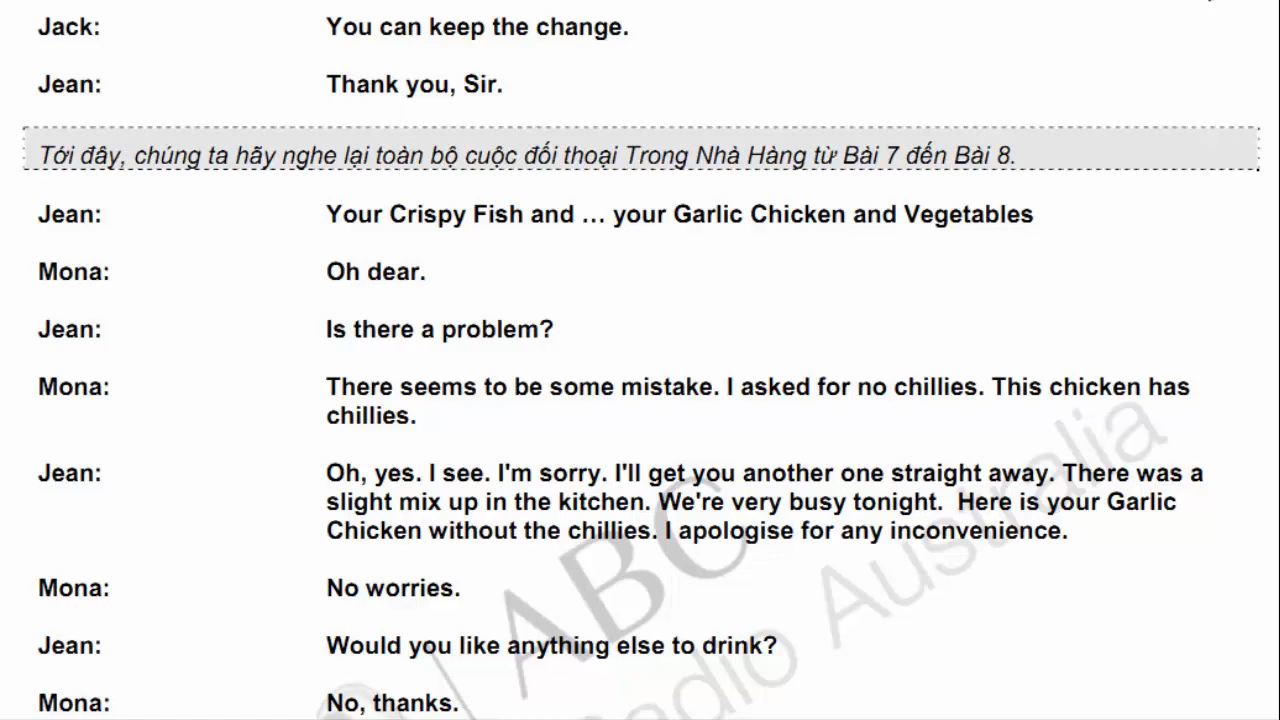 Jack: You can keep the change.
Jean: Thank you, Sir.
Tới đây, chúng ta hãy nghe lại toàn bộ cuộc đối thoại Trong Nhà Hàng từ Bài 7 đến Bài 8.
Jean: Your Crispy Fish and … your Garlic Chicken and Vegetables
Mona: Oh dear.
Jean: Is there a problem?
Mona: There seems to be some mistake. I asked for no chillies. This chicken has
chillies.
Jean: Oh, yes. I see. I'm sorry. I'll get you another one straight away. There was a
slight mix up in the kitchen. We're very busy tonight.  Here is your Garlic
Chicken without the chillies. I apologise for any inconvenience.
Mona: No worries.
Jean: Would you like anything else to drink?
Mona: No, thanks.
ABC
Radio Australia